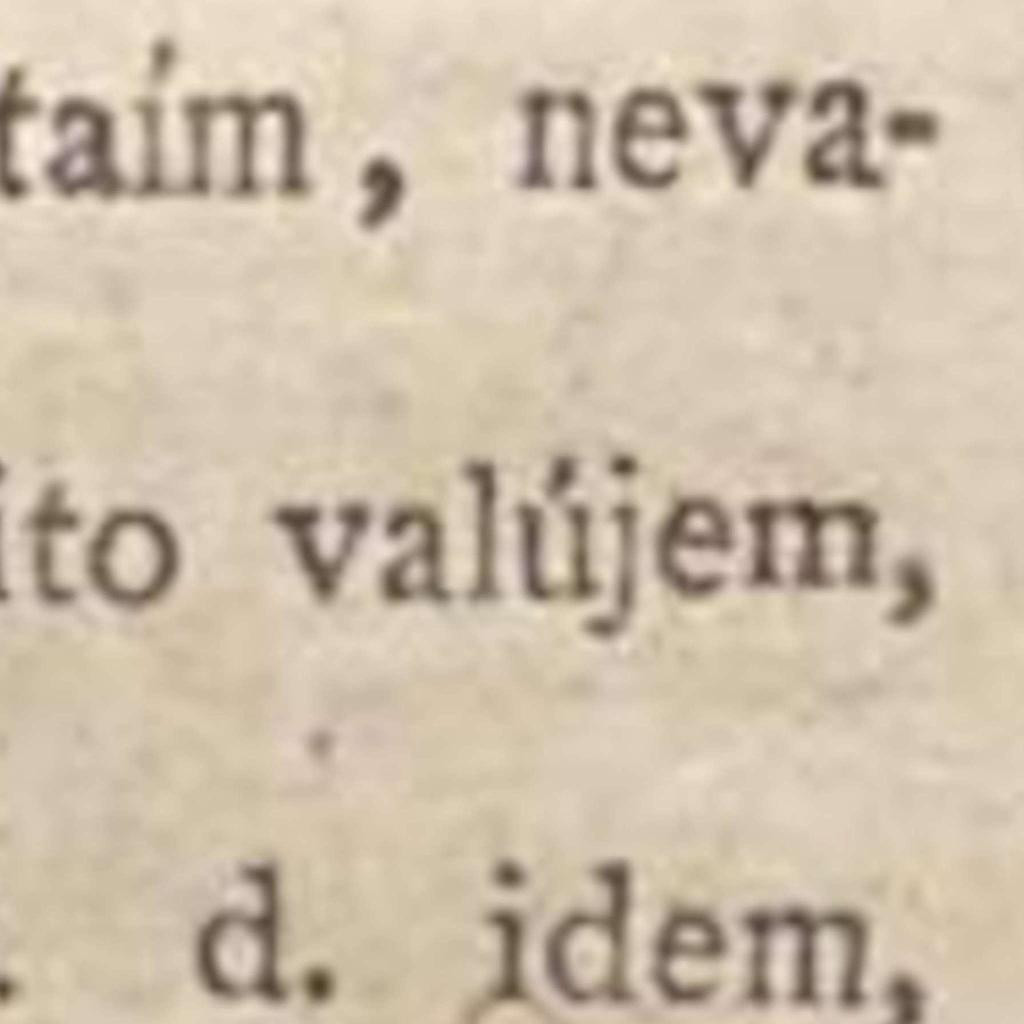 taím, neva-
íto valújem,
. d. idem,